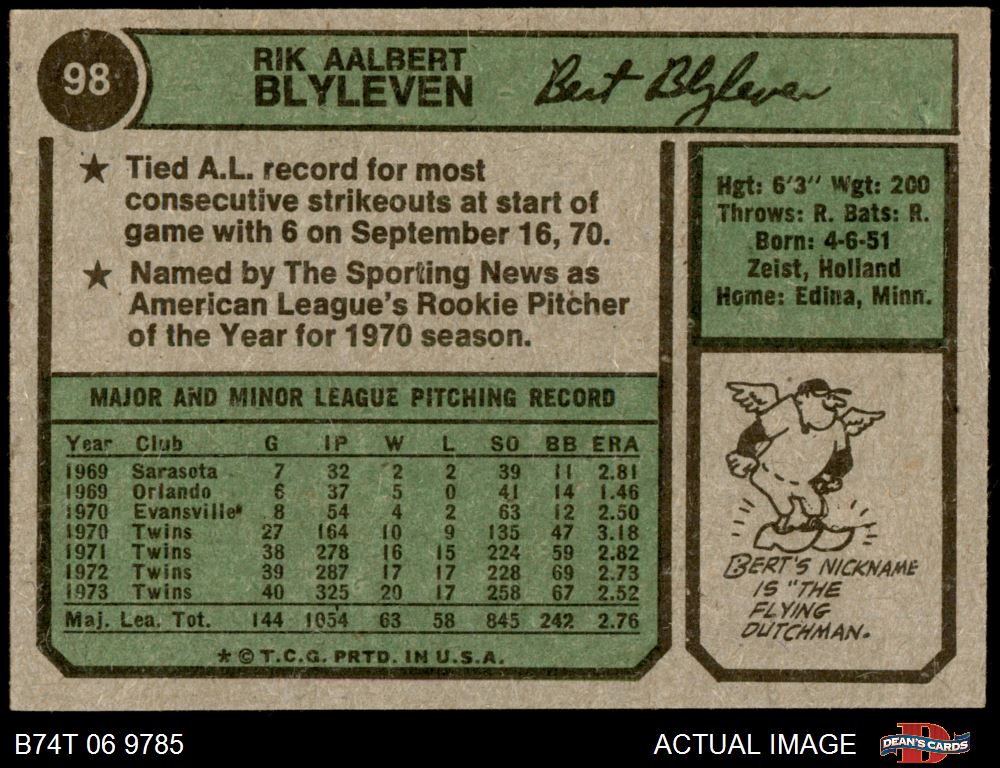 98
RIK AALBERT
BLYLEVEN
Bert Blyleven
★ Tied A.L. record for most
consecutive strikeouts at start of
game with 6 on September 16, 70.
★ Named by The Sporting News as
American League's Rookie Pitcher
of the Year for 1970 season.
Hgt: 6'3" Wgt: 200
Throws: R. Bats: R.
Born: 4-6-51
Zeist, Holland
Home: Edina, Minn.
MAJOR AND MINOR LEAGUE PITCHING RECORD
Year Club G IP W L SO BB ERA
1969 Sarasota 7 32 2 2 39 11 2.81
1969 Orlando 6 37 5 0 41 14 1.46
1970 Evansville* 8 54 4 2 63 12 2.50
1970 Twins 27 164 10 9 135 47 3.18
1971 Twins 38 278 16 15 224 59 2.82
1972 Twins 39 287 17 17 228 69 2.73
1973 Twins 40 325 20 17 258 67 2.52
Maj. Lea. Tot. 144 1054 63 58 845 242 2.76
* © T.C.G. PRTD. IN U.S.A.
BERT'S NICKNAME
IS "THE
FLYING
DUTCHMAN.
B74T 06 9785
ACTUAL IMAGE
DEAN'S CARDS